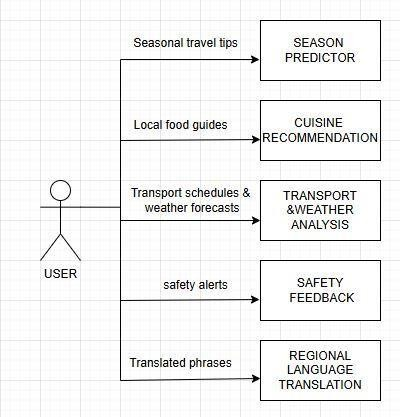 Seasonal travel tips
SEASON
PREDICTOR
Local food guides
CUISINE
RECOMMENDATION
Transport schedules &
weather forecasts
TRANSPORT
&WEATHER
ANALYSIS
USER
safety alerts
SAFETY
FEEDBACK
Translated phrases
REGIONAL
LANGUAGE
TRANSLATION